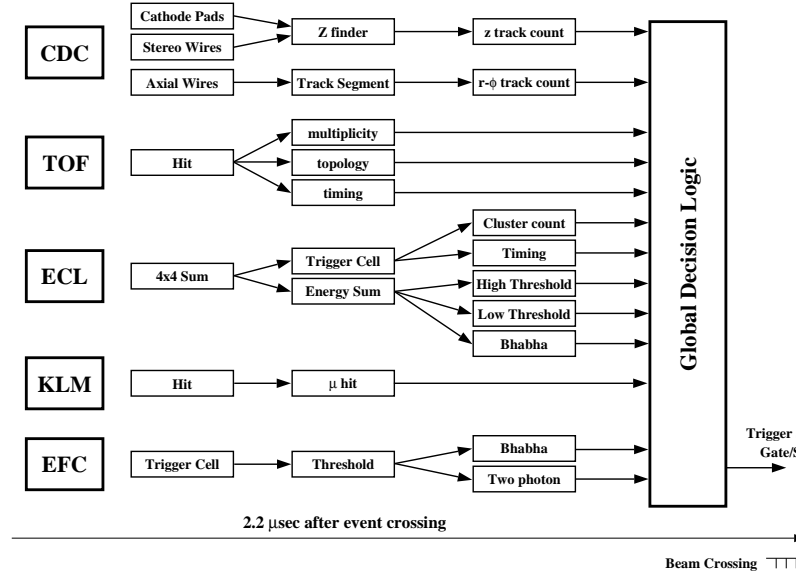 Cathode Pads
Z finder
z track count
CDC
Stereo Wires
Axial Wires
Track Segment
r-φ track count
multiplicity
TOF
Hit
topology
timing
Cluster count
Trigger Cell
Timing
ECL
4x4 Sum
Energy Sum
High Threshold
Low Threshold
Bhabha
KLM
Hit
μ hit
EFC
Trigger Cell
Threshold
Bhabha
Two photon
Global Decision Logic
Trigger
Gate/S
2.2 μsec after event crossing
Beam Crossing